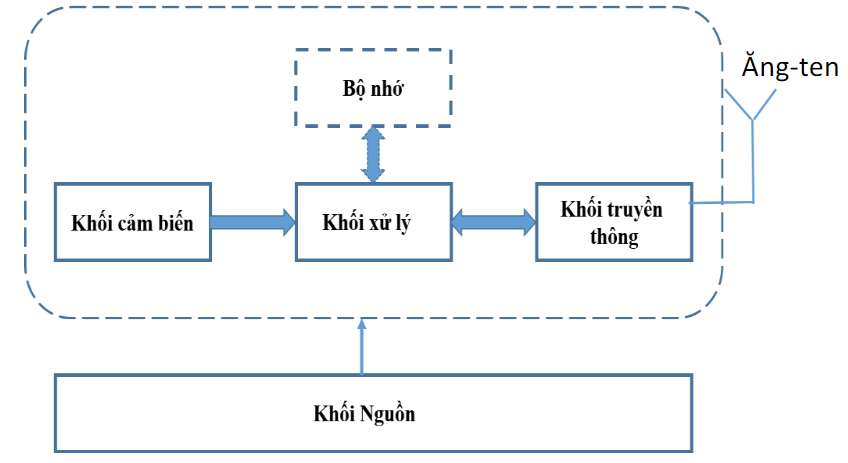 Ăng-ten
Bộ nhớ
Khối cảm biến
Khối xử lý
Khối truyền
thông
Khối Nguồn